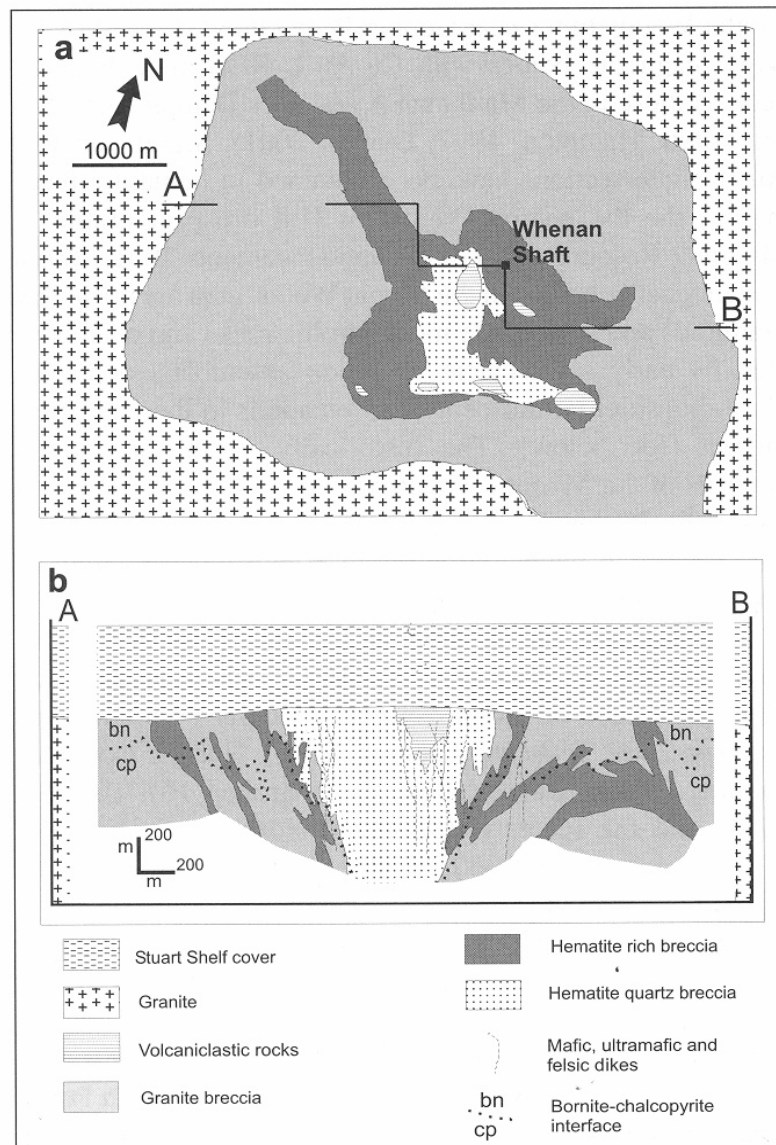 a
N
1000 m
A
Whenan
Shaft
B
b
A
B
bn
cp
bn
cp
200
m
200
m
Stuart Shelf cover
Granite
Volcaniclastic rocks
Granite breccia
Hematite rich breccia
Hematite quartz breccia
Mafic, ultramafic and
felsic dikes
bn
cp
Bornite-chalcopyrite
interface